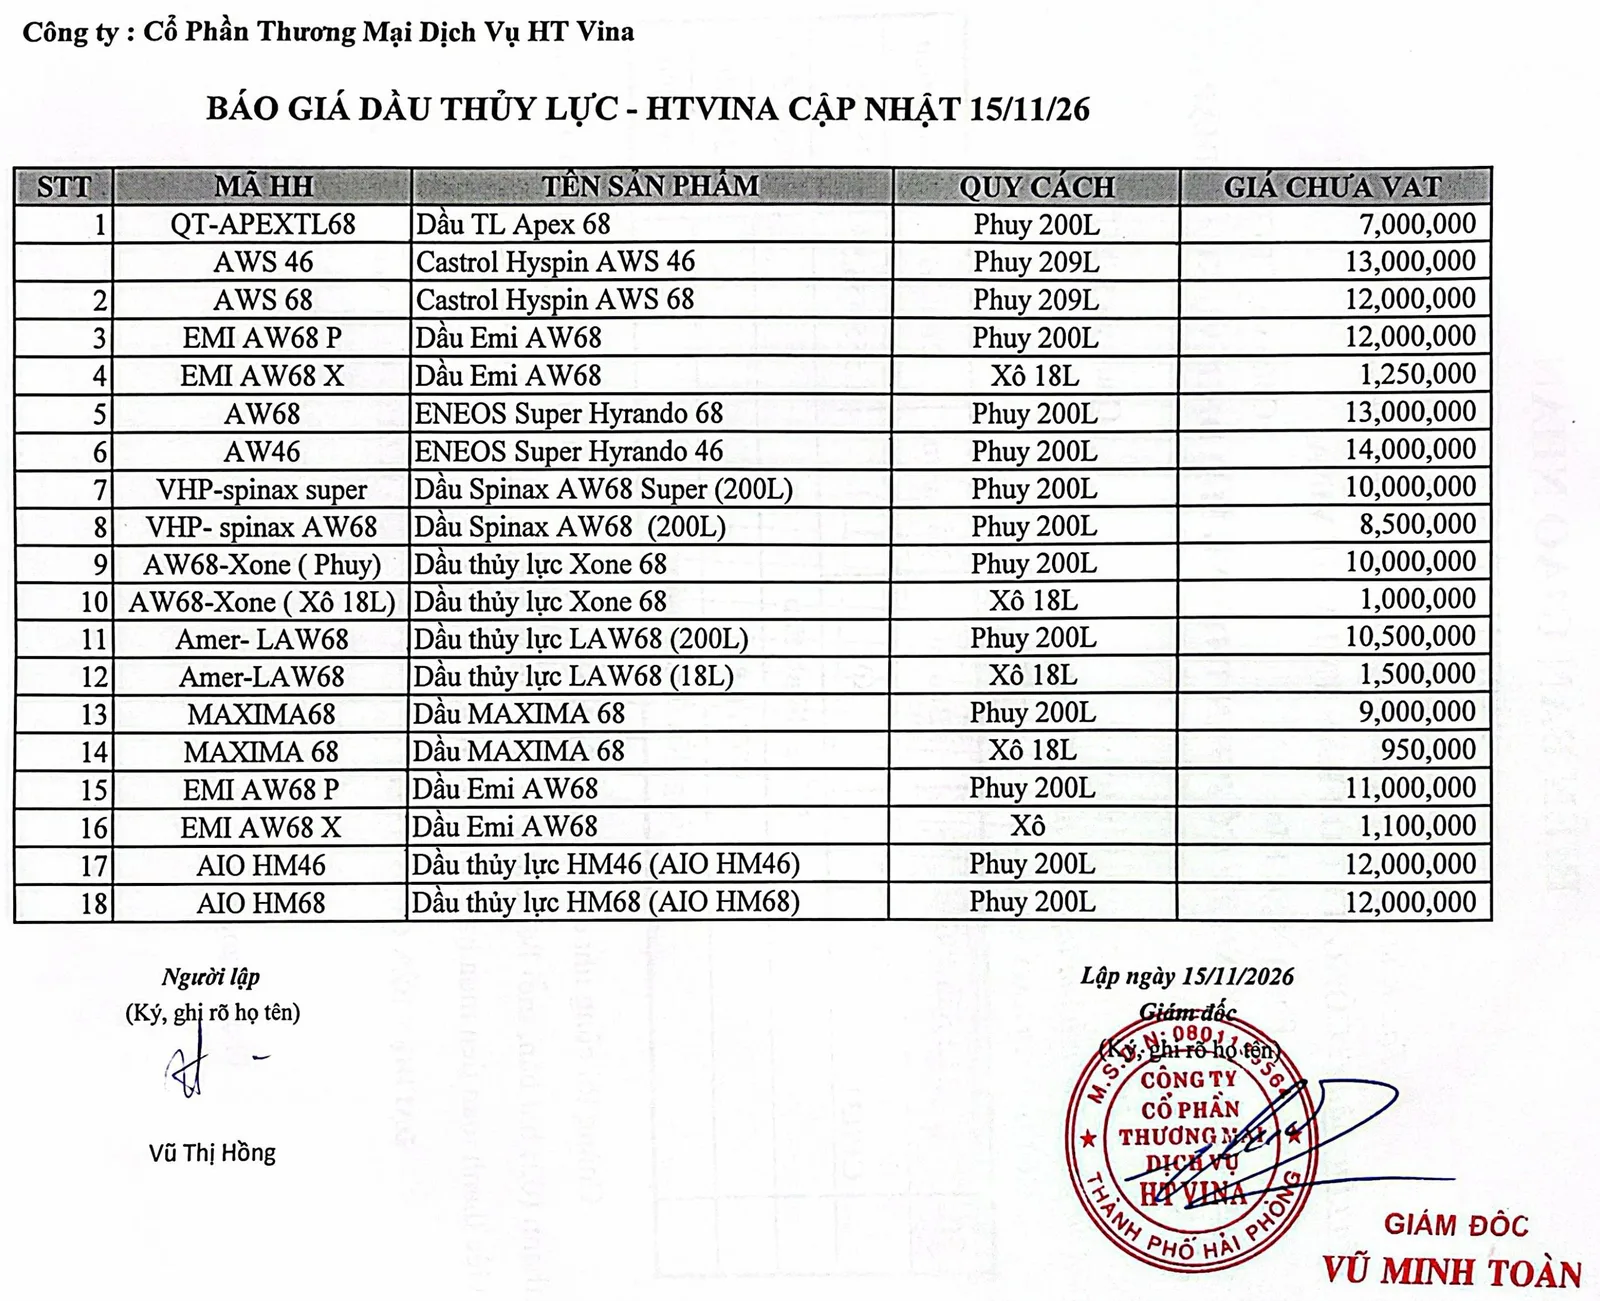 Công ty : Cổ Phần Thương Mại Dịch Vụ HT Vina
BÁO GIÁ DẦU THỦY LỰC - HTVINA CẬP NHẬT 15/11/26
STT MÃ HH TÊN SẢN PHẨM QUY CÁCH GIÁ CHƯA VAT
1 QT-APEXTL68 Dầu TL Apex 68 Phuy 200L 7,000,000
AWS 46 Castrol Hyspin AWS 46 Phuy 209L 13,000,000
2 AWS 68 Castrol Hyspin AWS 68 Phuy 209L 12,000,000
3 EMI AW68 P Dầu Emi AW68 Phuy 200L 12,000,000
4 EMI AW68 X Dầu Emi AW68 Xô 18L 1,250,000
5 AW68 ENEOS Super Hyrando 68 Phuy 200L 13,000,000
6 AW46 ENEOS Super Hyrando 46 Phuy 200L 14,000,000
7 VHP-spinax super Dầu Spinax AW68 Super (200L) Phuy 200L 10,000,000
8 VHP- spinax AW68 Dầu Spinax AW68 (200L) Phuy 200L 8,500,000
9 AW68-Xone ( Phuy) Dầu thủy lực Xone 68 Phuy 200L 10,000,000
10 AW68-Xone ( Xô 18L) Dầu thủy lực Xone 68 Xô 18L 1,000,000
11 Amer- LAW68 Dầu thủy lực LAW68 (200L) Phuy 200L 10,500,000
12 Amer-LAW68 Dầu thủy lực LAW68 (18L) Xô 18L 1,500,000
13 MAXIMA68 Dầu MAXIMA 68 Phuy 200L 9,000,000
14 MAXIMA 68 Dầu MAXIMA 68 Xô 18L 950,000
15 EMI AW68 P Dầu Emi AW68 Phuy 200L 11,000,000
16 EMI AW68 X Dầu Emi AW68 Xô 1,100,000
17 AIO HM46 Dầu thủy lực HM46 (AIO HM46) Phuy 200L 12,000,000
18 AIO HM68 Dầu thủy lực HM68 (AIO HM68) Phuy 200L 12,000,000
Người lập
(Ký, ghi rõ họ tên)
Vũ Thị Hồng
Lập ngày 15/11/2026
Giám đốc
(Ký, ghi rõ họ tên)
M.S.D.N:
CÔNG TY
CỔ PHẦN
THƯƠNG MẠI
DỊCH VỤ
HT VINA
THÀNH PHỐ HẢI PHÒNG
GIÁM ĐỐC
VŨ MINH TOÀN